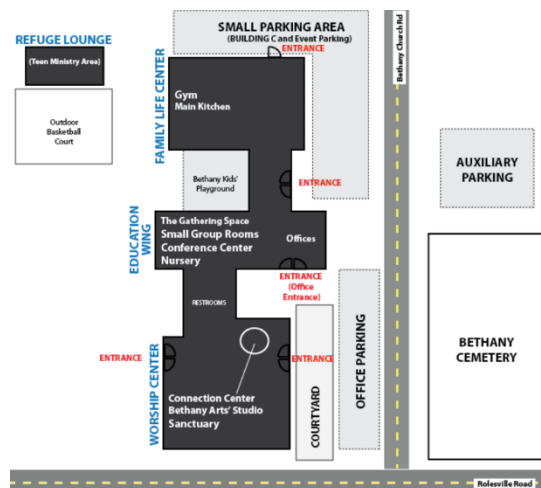 REFUGE LOUNGE
(Teen Ministry Area)
Outdoor
Basketball
Court
SMALL PARKING AREA
(BUILDING C and Event Parking)
ENTRANCE
Bethany Church Rd
FAMILY LIFE CENTER
Gym
Main Kitchen
Bethany Kids'
Playground
ENTRANCE
AUXILIARY
PARKING
EDUCATION
WING
The Gathering Space
Small Group Rooms
Conference Center
Nursery
Offices
ENTRANCE
(Office
Entrance)
RESTROOMS
WORSHIP CENTER
ENTRANCE
ENTRANCE
Connection Center
Bethany Arts' Studio
Sanctuary
COURTYARD
OFFICE PARKING
BETHANY
CEMETERY
Rolesville Road